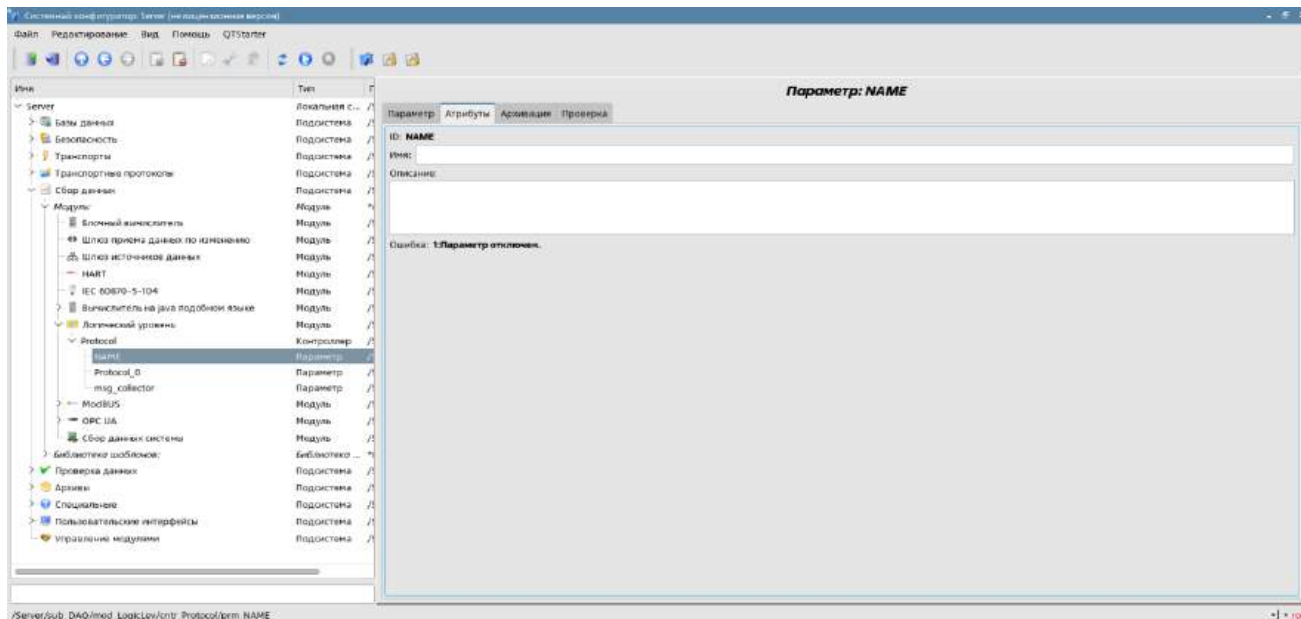 Системный конфигуратор: Server (не лицензионная версия)
Файл Редактирование Вид Помощь QTStarter
Имя Тип
Server Локальная с...
Базы данных Подсистема
Безопасность Подсистема
Транспорты Подсистема
Транспортные протоколы Подсистема
Сбор данных Подсистема
Модуль: Модуль
Блочный вычислитель Модуль
Шлюз приема данных по изменению Модуль
Шлюз источников данных Модуль
HART Модуль
IEC 60870-5-104 Модуль
Вычислитель на java подобном языке Модуль
Логический уровень Модуль
Protocol Контроллер
NAME Параметр
Protocol_0 Параметр
msg_collector Параметр
ModBUS Модуль
OPC UA Модуль
Сбор данных системы Модуль
Библиотека шаблонов: Библиотека ...
Проверка данных Подсистема
Архивы Подсистема
Специальные Подсистема
Пользовательские интерфейсы Подсистема
Управление модулями Подсистема
Параметр: NAME
Параметр Атрибуты Архивация Проверка
ID: NAME
Имя:
Описание:
Ошибка: 1:Параметр отключен.
/Server/sub_DAQ/mod_LogicLev/cntr_Protocol/prm_NAME